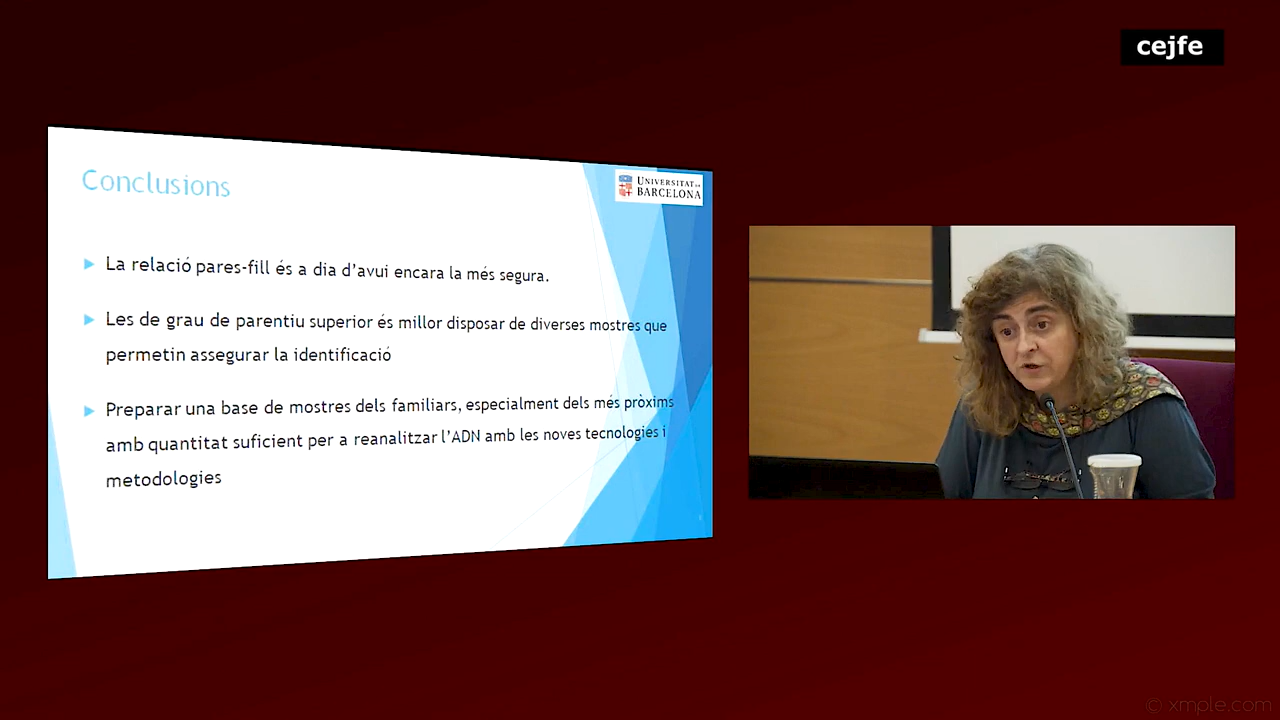 cejfe
Conclusions
UNIVERSITAT DE
BARCELONA
La relació pares-fill és a dia d'avui encara la més segura.
Les de grau de parentiu superior és millor disposar de diverses mostres que
permetin assegurar la identificació
Preparar una base de mostres dels familiars, especialment dels més pròxims
amb quantitat suficient per a reanalitzar l'ADN amb les noves tecnologies i
metodologies
© xmple.com